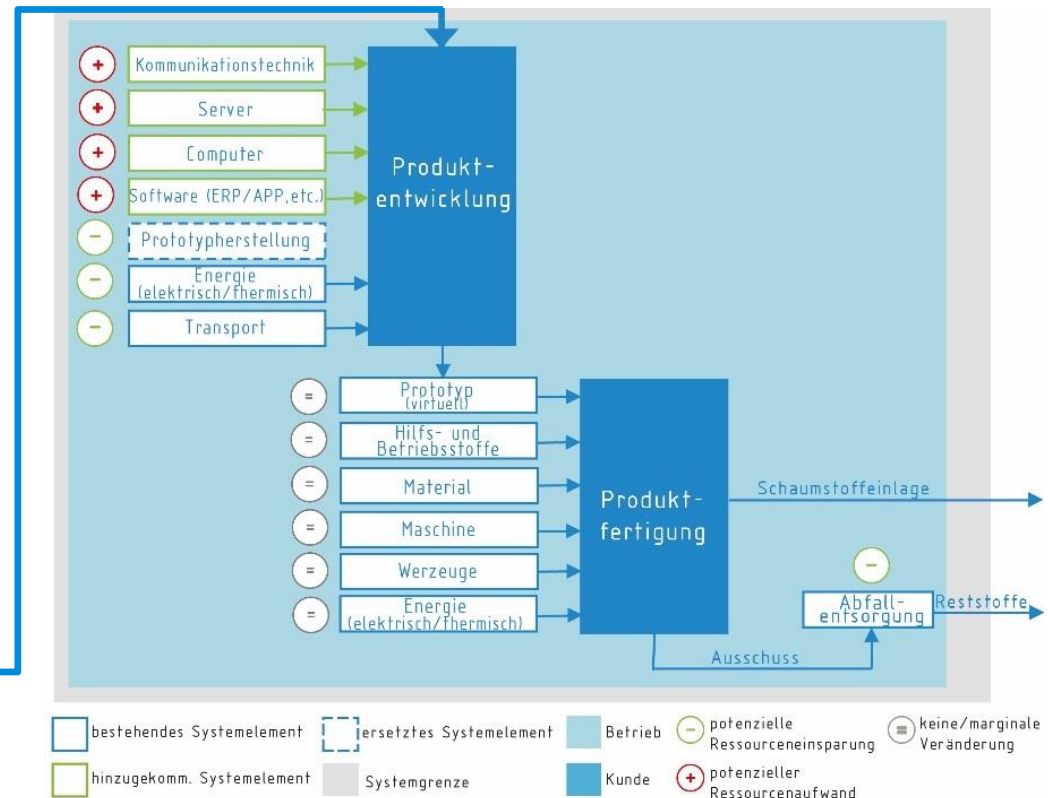 +
Kommunikationstechnik
+
Server
+
Computer
+
Software (ERP/APP,etc.)
−
Prototypherstellung
−
Energie
(elektrisch/thermisch)
−
Transport
Produkt-
entwicklung
=
Prototyp
(virtuell)
=
Hilfs- und
Betriebsstoffe
=
Material
=
Maschine
=
Werzeuge
=
Energie
(elektrisch/thermisch)
Produkt-
fertigung
Schaumstoffeinlage
−
Abfall-
entsorgung
Reststoffe
Ausschuss
bestehendes Systemelement
ersetztes Systemelement
Betrieb
−
potenzielle
Ressourceneinsparung
=
keine/marginale
Veränderung
hinzugekomm. Systemelement
Systemgrenze
Kunde
+
potenzieller
Ressourcenaufwand